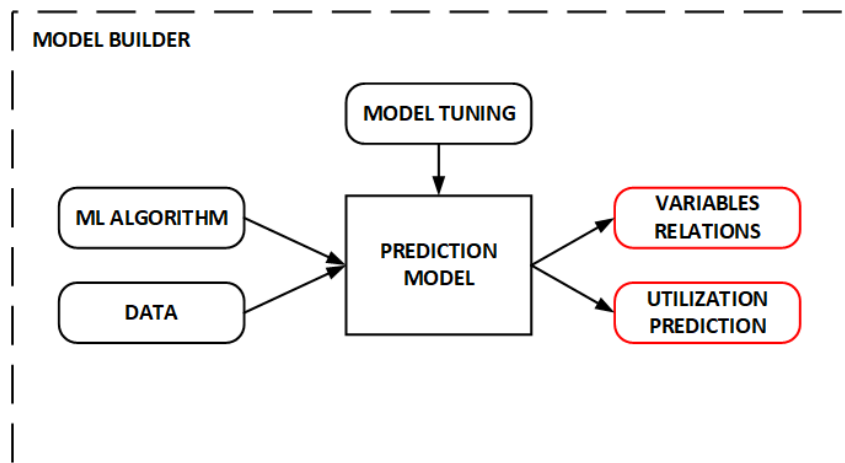 MODEL BUILDER
MODEL TUNING
ML ALGORITHM
DATA
PREDICTION
MODEL
VARIABLES
RELATIONS
UTILIZATION
PREDICTION